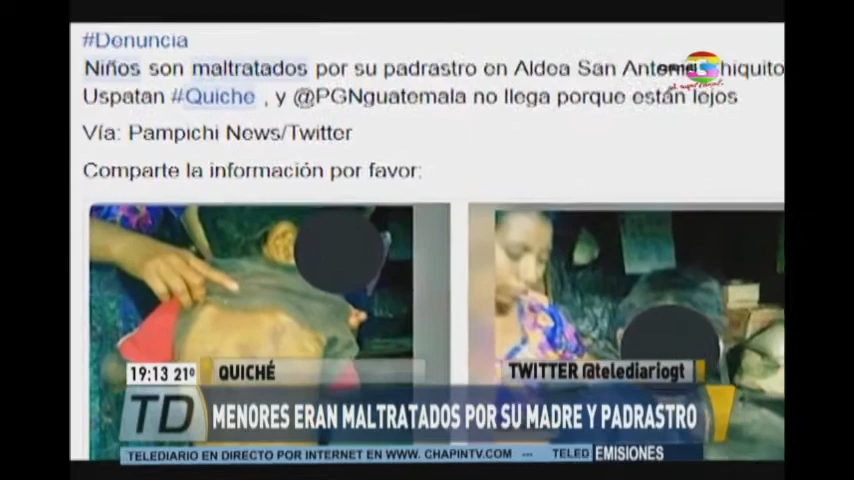 #Denuncia
Niños son maltratados por su padrastro en Aldea San Antonio Chiquito
Uspatan #Quiche , y @PGNguatemala no llega porque están lejos
Vía: Pampichi News/Twitter
Comparte la información por favor:
19:13 21º QUICHÉ
TWITTER @telediariogt
TD
MENORES ERAN MALTRATADOS POR SU MADRE Y PADRASTRO
TELEDIARIO EN DIRECTO POR INTERNET EN WWW. CHAPINTV.COM --- TELED
EMISIONES